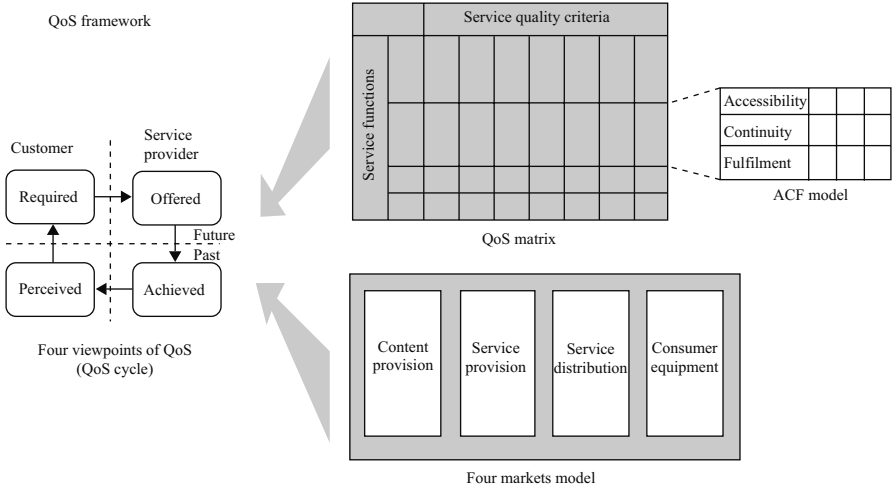 QoS framework
Customer
Service
provider
Required
Offered
Future
Past
Perceived
Achieved
Four viewpoints of QoS
(QoS cycle)
Service quality criteria
Service functions
QoS matrix
Accessibility
Continuity
Fulfilment
ACF model
Content
provision
Service
provision
Service
distribution
Consumer
equipment
Four markets model